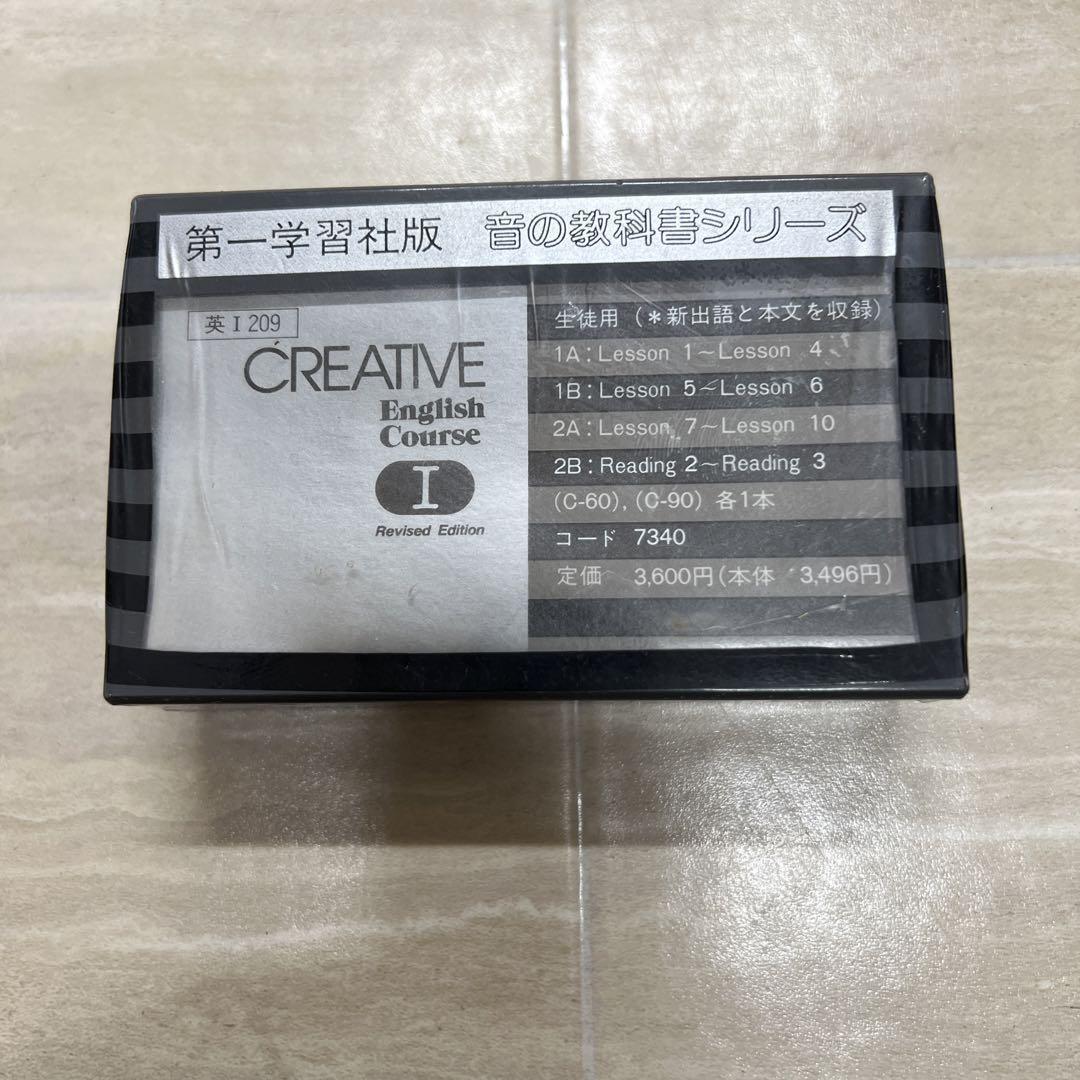 第一学習社版 音の教科書シリーズ
英Ⅰ209
CREATIVE
English
Course
I
Revised Edition
生徒用 (＊新出語と本文を収録)
1A: Lesson 1～Lesson 4
1B: Lesson 5～Lesson 6
2A: Lesson 7～Lesson 10
2B: Reading 2～Reading 3
(C-60), (C-90) 各1本
コード 7340
定価 3,600円(本体 3,496円)